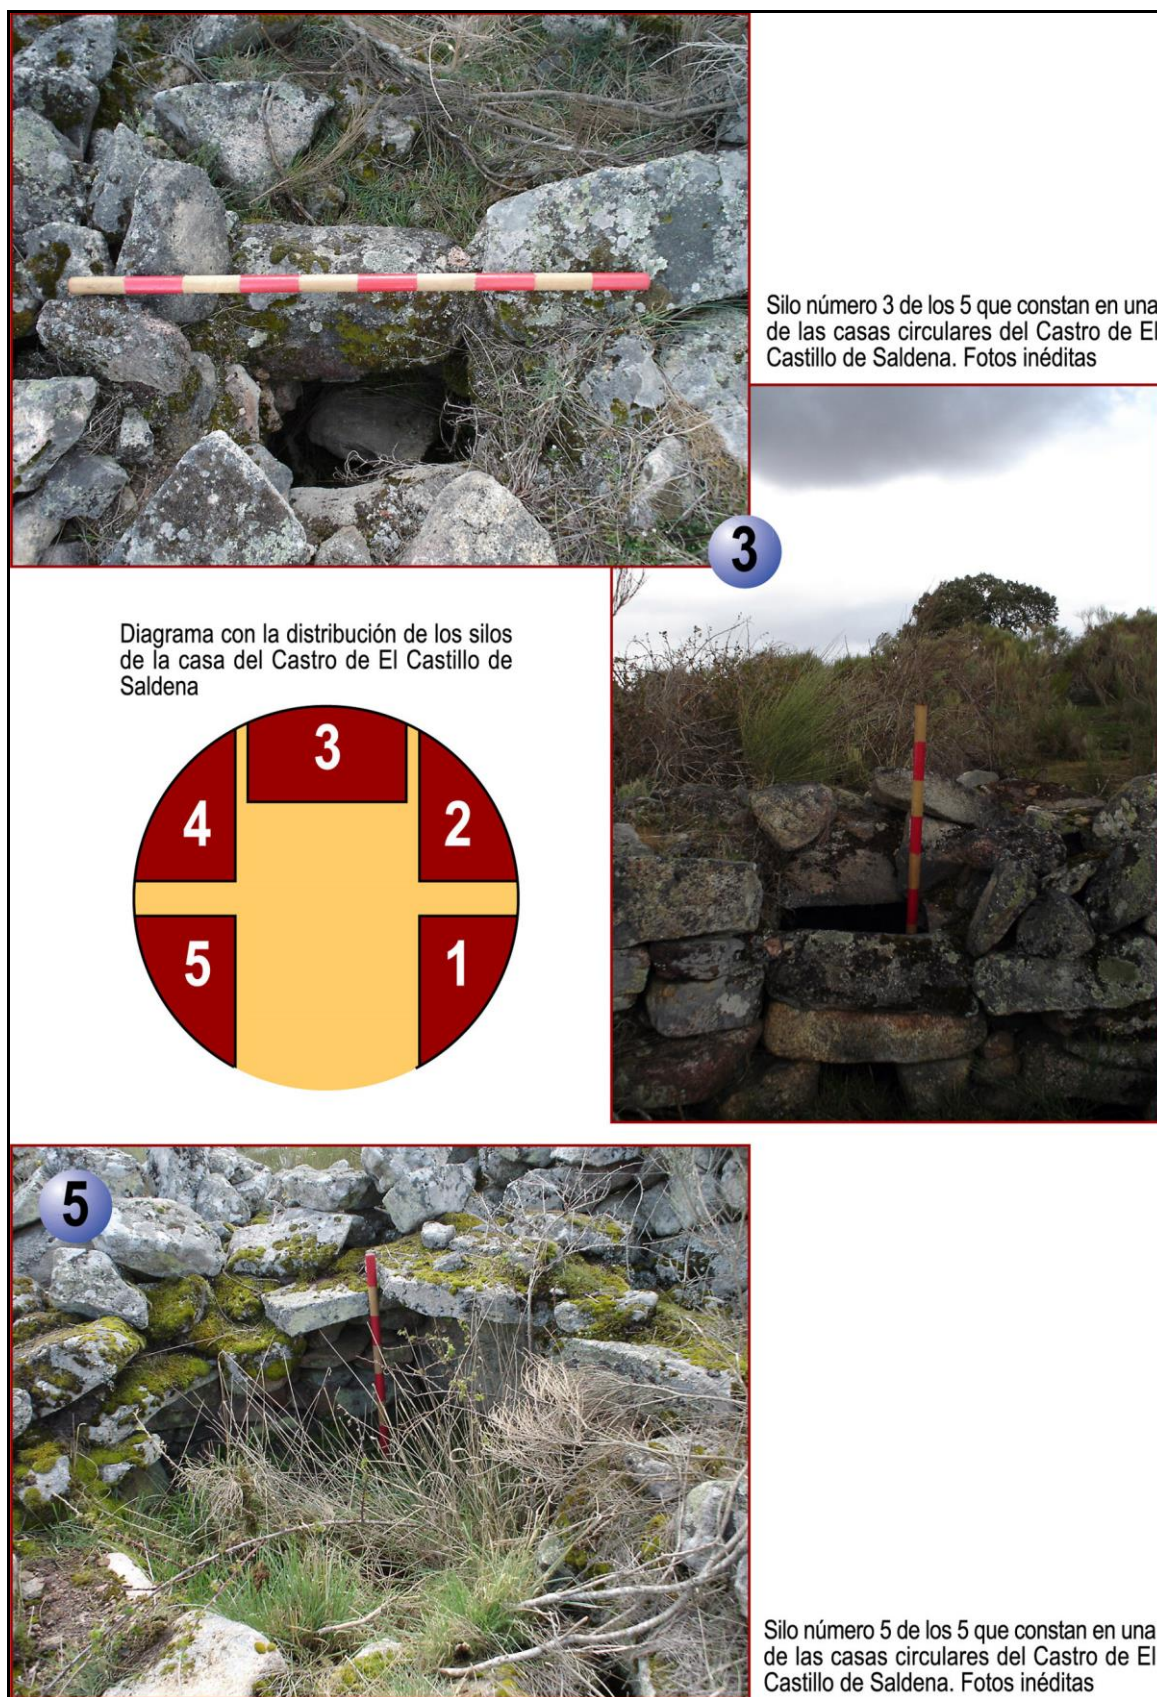 Silo número 3 de los 5 que constan en una
de las casas circulares del Castro de El
Castillo de Saldena. Fotos inéditas
3
Diagrama con la distribución de los silos
de la casa del Castro de El Castillo de
Saldena
3
4
2
5
1
5
Silo número 5 de los 5 que constan en una
de las casas circulares del Castro de El
Castillo de Saldena. Fotos inéditas